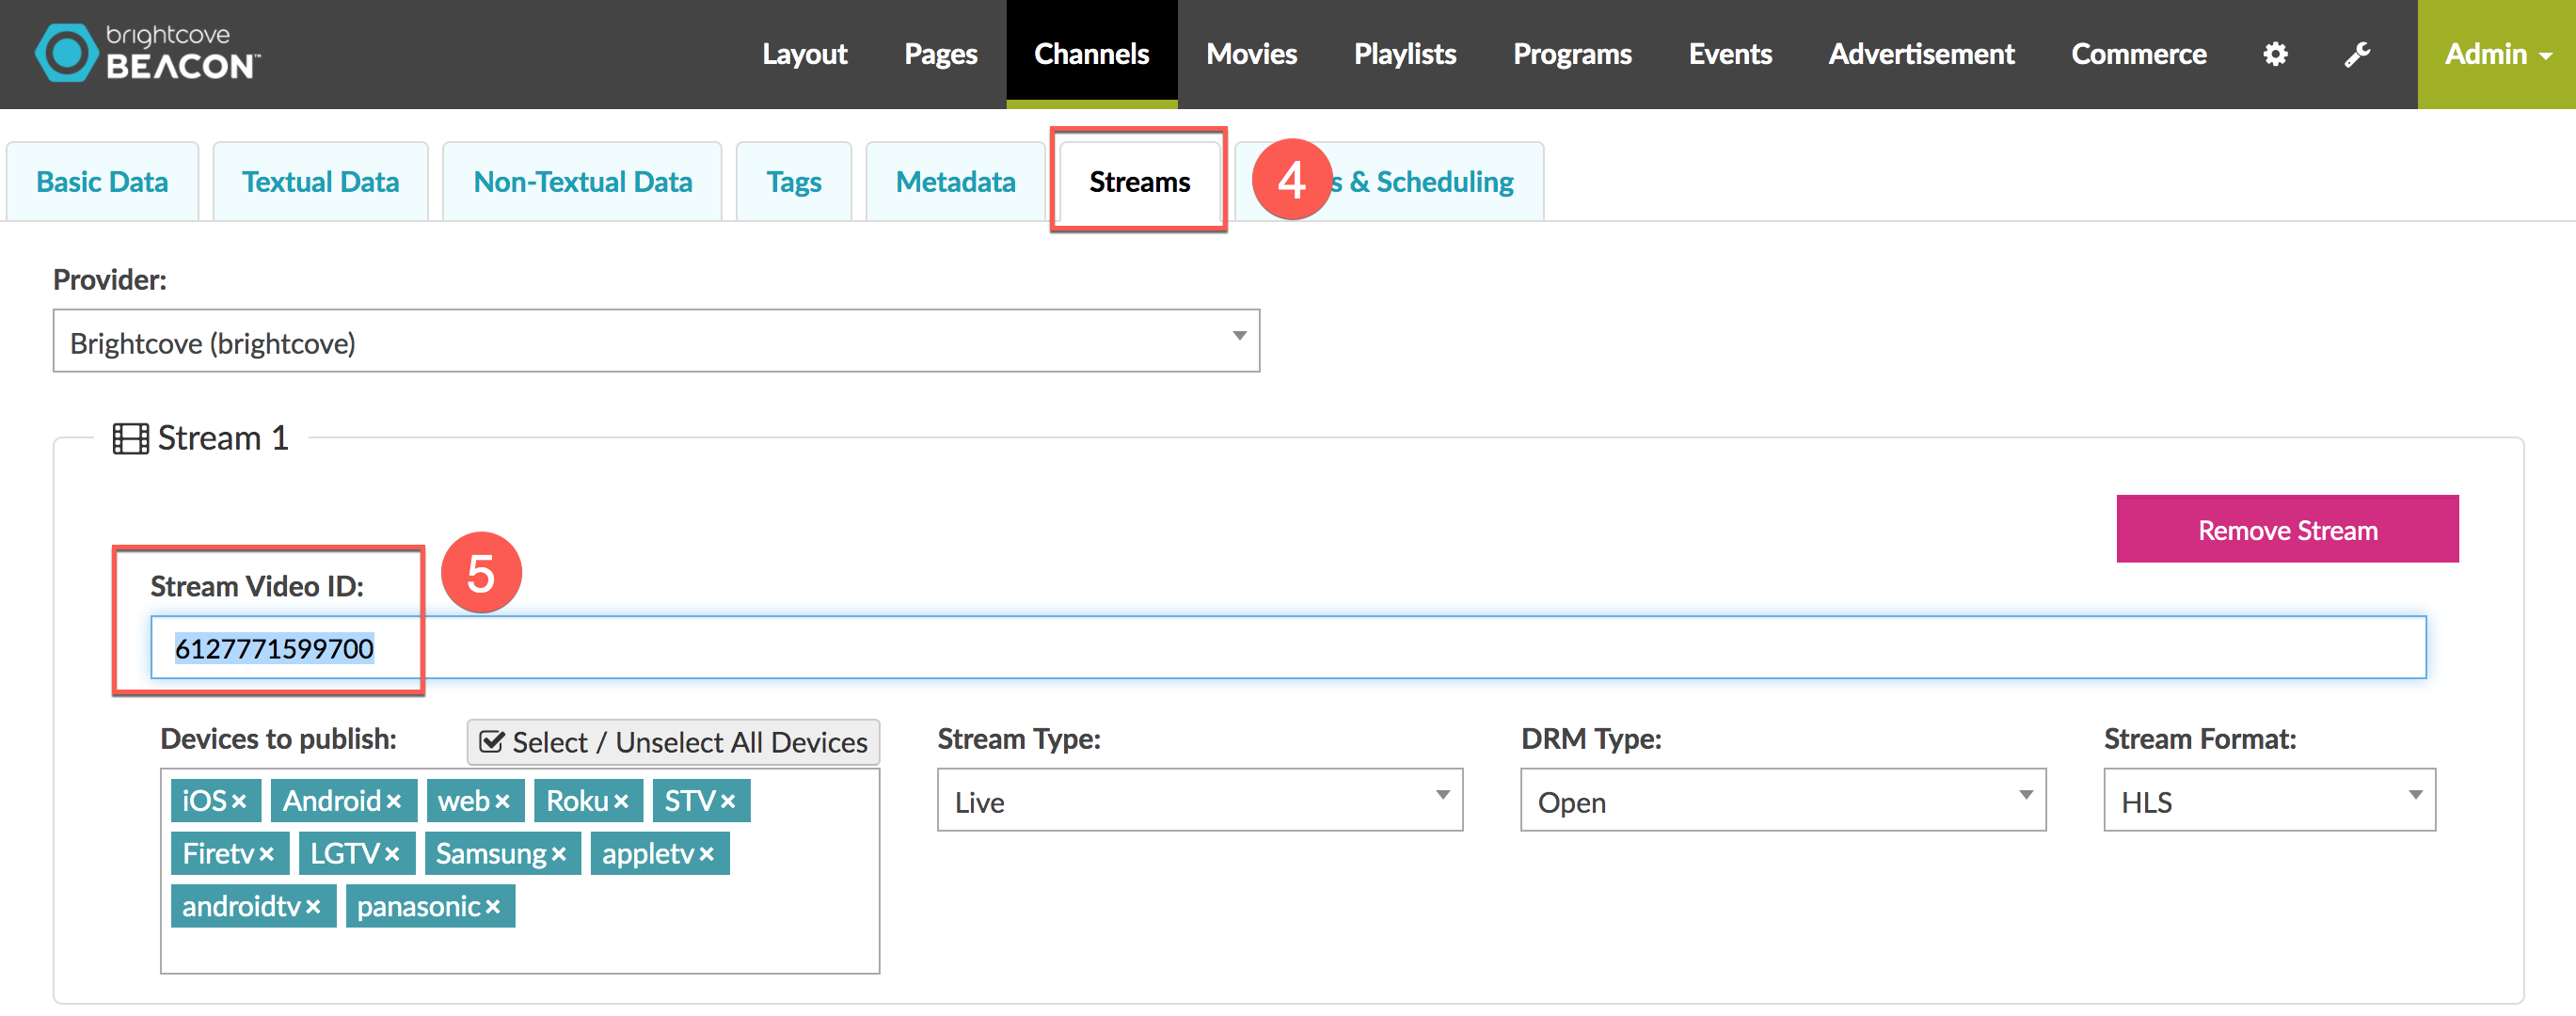 brightcove
BEACON™
Layout Pages Channels Movies Playlists Programs Events Advertisement Commerce Admin
Basic Data Textual Data Non-Textual Data Tags Metadata Streams 4 s & Scheduling
Provider:
Brightcove (brightcove)
Stream 1
Remove Stream
Stream Video ID: 5
6127771599700
Devices to publish: Select / Unselect All Devices Stream Type: DRM Type: Stream Format:
iOS× Android× web× Roku× STV× Live Open HLS
Firetv× LGTV× Samsung× appletv×
androidtv× panasonic×